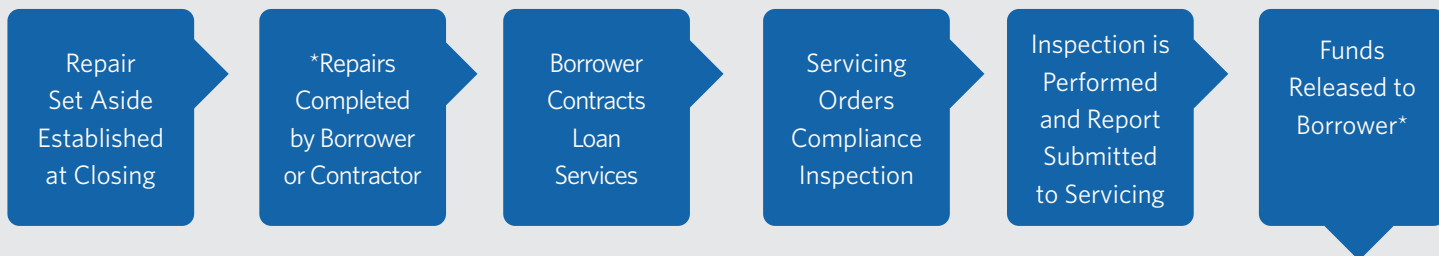 Repair
Set Aside
Established
at Closing
*Repairs
Completed
by Borrower
or Contractor
Borrower
Contracts
Loan
Services
Servicing
Orders
Compliance
Inspection
Inspection is
Performed
and Report
Submitted
to Servicing
Funds
Released to
Borrower*